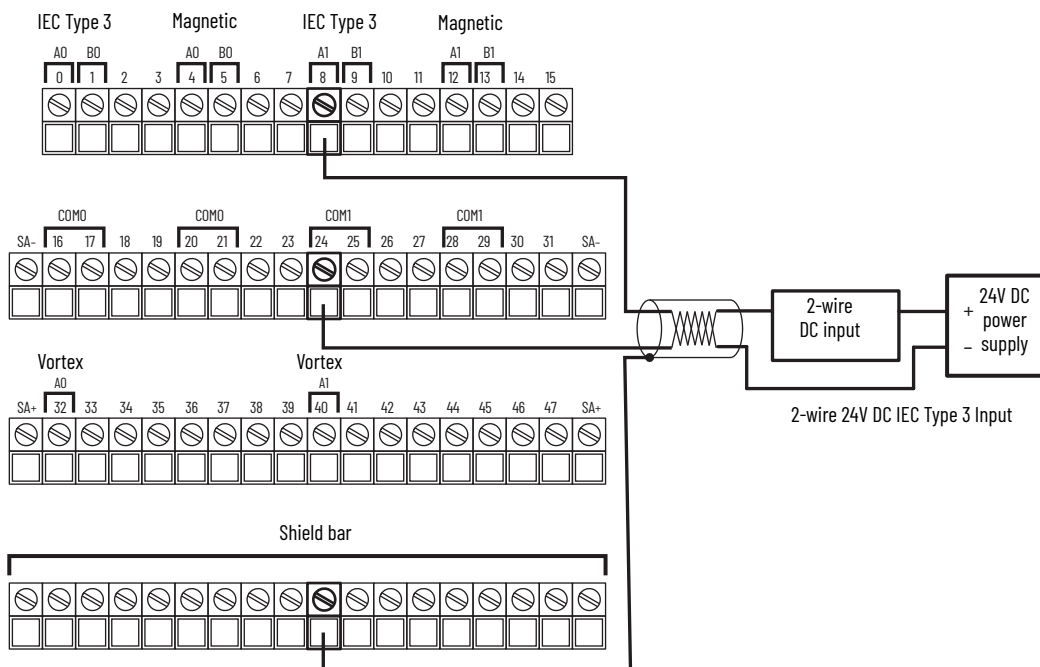 IEC Type 3 Magnetic IEC Type 3 Magnetic
A0 B0 A0 B0 A1 B1 A1 B1
0 1 2 3 4 5 6 7 8 9 10 11 12 13 14 15
COM0 COM0 COM1 COM1
SA- 16 17 18 19 20 21 22 23 24 25 26 27 28 29 30 31 SA-
2-wire
DC input
24V DC
+ power
– supply
Vortex Vortex
A0 A1
SA+ 32 33 34 35 36 37 38 39 40 41 42 43 44 45 46 47 SA+
2-wire 24V DC IEC Type 3 Input
Shield bar